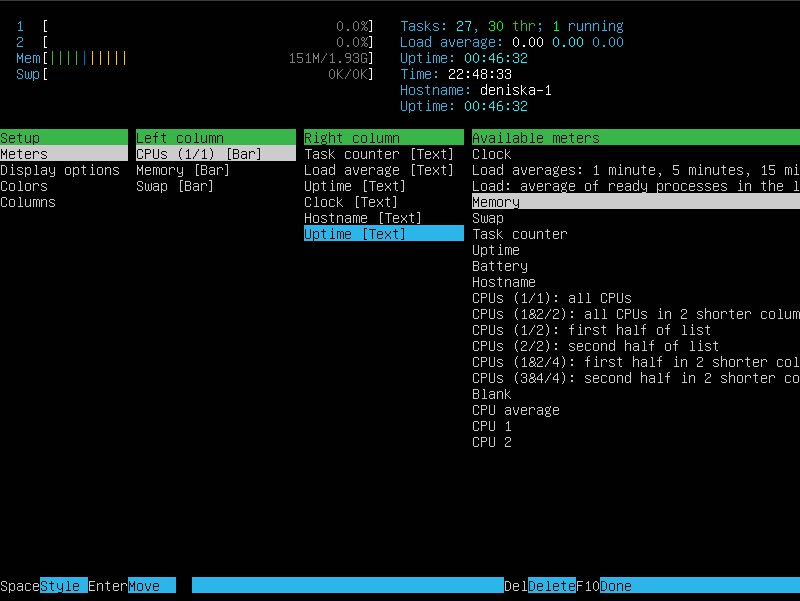 1 [ 0.0%] Tasks: 27, 30 thr; 1 running
2 [ 0.0%] Load average: 0.00 0.00 0.00
Mem[||||||||||| 151M/1.93G] Uptime: 00:46:32
Swp[ 0K/0K] Time: 22:48:33
Hostname: deniska-1
Uptime: 00:46:32
Setup Left column Right column Available meters
Meters CPUs (1/1) [Bar] Task counter [Text] Clock
Display options Memory [Bar] Load average [Text] Load averages: 1 minute, 5 minutes, 15 mi
Colors Swap [Bar] Uptime [Text] Load: average of ready processes in the l
Columns Clock [Text] Memory
Hostname [Text] Swap
Uptime [Text] Task counter
Uptime
Battery
Hostname
CPUs (1/1): all CPUs
CPUs (1&2/2): all CPUs in 2 shorter colum
CPUs (1/2): first half of list
CPUs (2/2): second half of list
CPUs (1&2/4): first half in 2 shorter col
CPUs (3&4/4): second half in 2 shorter co
Blank
CPU average
CPU 1
CPU 2
SpaceStyle EnterMove DelDeleteF10Done